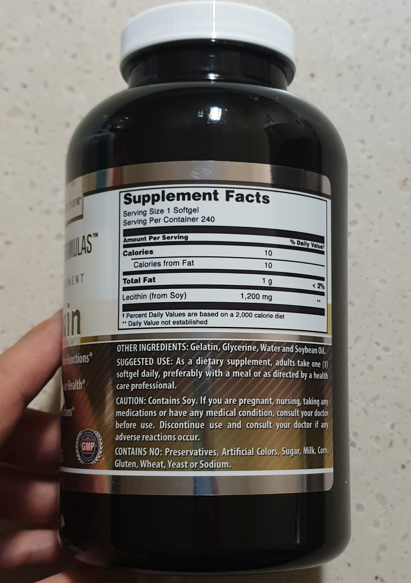 MULAS™
MENT
in
Functions*
Health*
GMP
Supplement Facts
Serving Size 1 Softgel
Serving Per Container 240
Amount Per Serving % Daily Value†
Calories 10
Calories from Fat 10
Total Fat 1 g < 2%
Lecithin (from Soy) 1,200 mg **
† Percent Daily Values are based on a 2,000 calorie diet
** Daily Value not established
OTHER INGREDIENTS: Gelatin, Glycerine, Water and Soybean Oil.
SUGGESTED USE: As a dietary supplement, adults take one (1)
softgel daily, preferably with a meal or as directed by a health
care professional.
CAUTION: Contains Soy. If you are pregnant, nursing, taking any
medications or have any medical condition, consult your doctor
before use. Discontinue use and consult your doctor if any
adverse reactions occur.
CONTAINS NO: Preservatives, Artificial Colors, Sugar, Milk, Corn,
Gluten, Wheat, Yeast or Sodium.